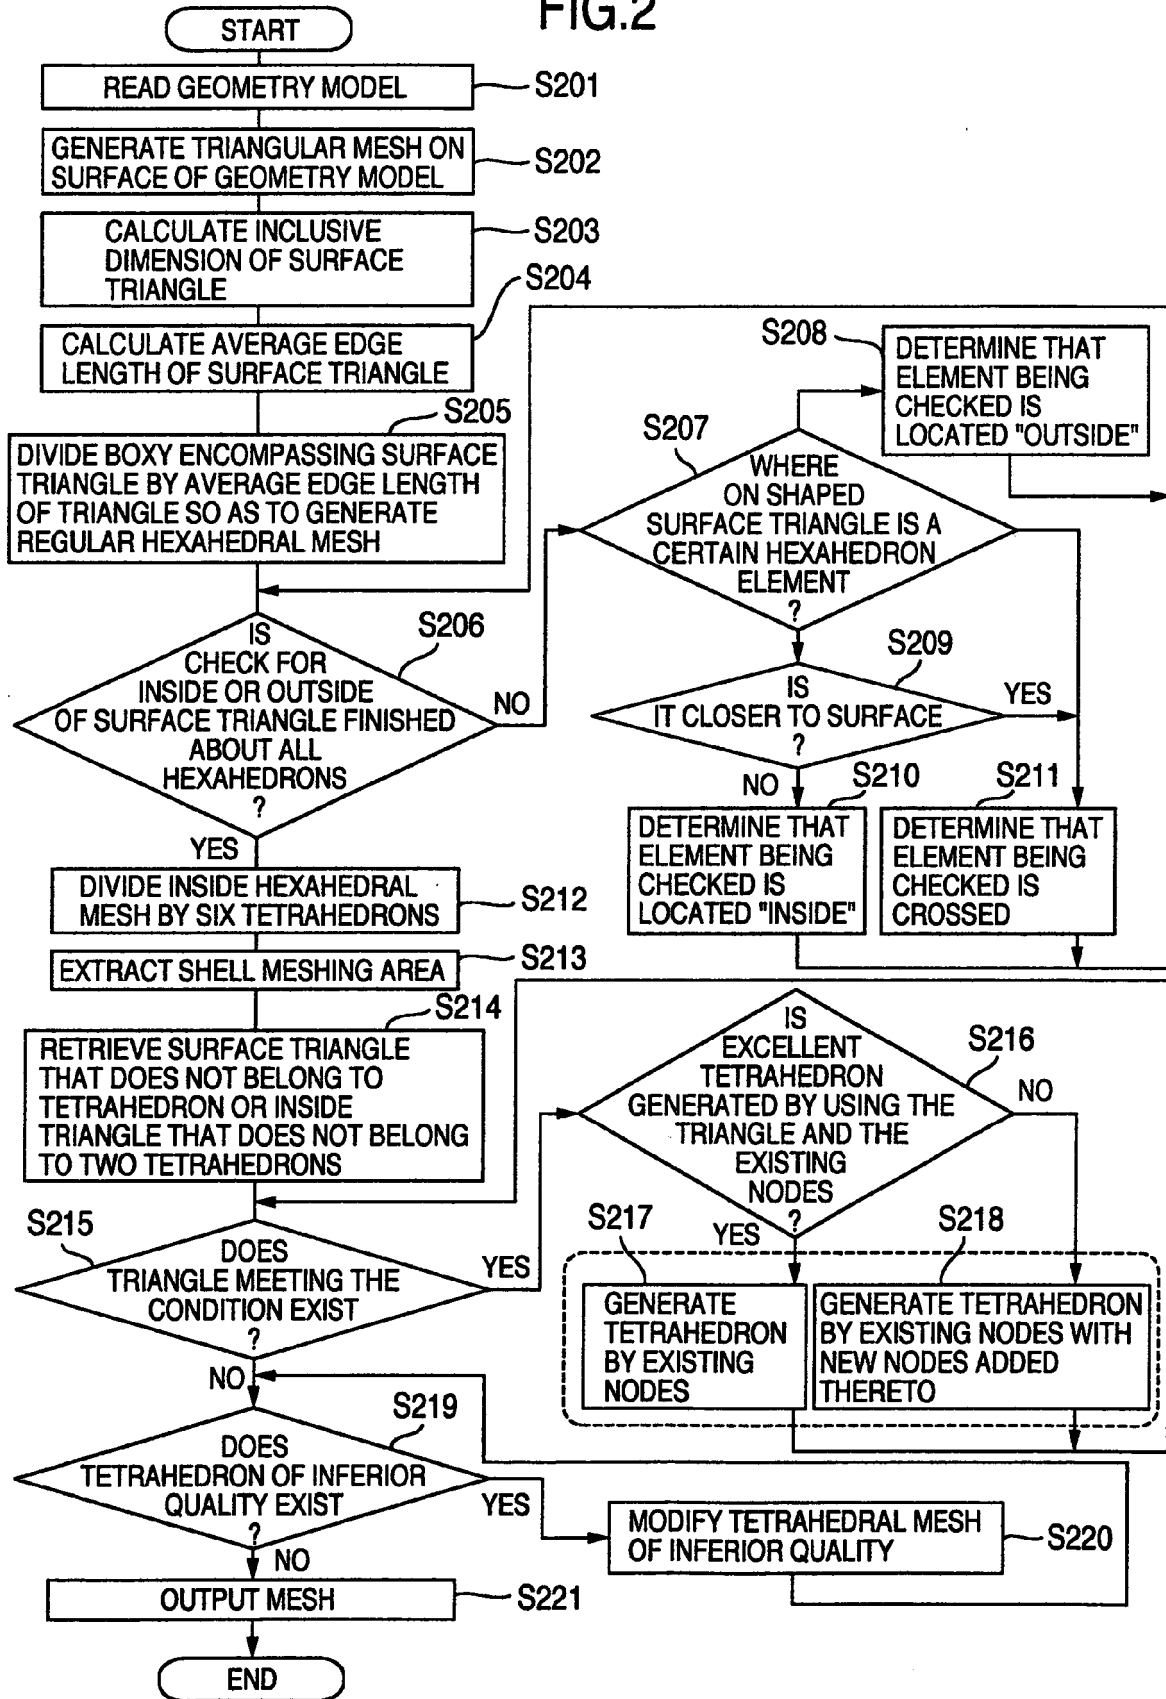 FIG.2
START
READ GEOMETRY MODEL
S201
GENERATE TRIANGULAR MESH ON
SURFACE OF GEOMETRY MODEL
S202
CALCULATE INCLUSIVE
DIMENSION OF SURFACE
TRIANGLE
S203
CALCULATE AVERAGE EDGE
LENGTH OF SURFACE TRIANGLE
S204
DIVIDE BOXY ENCOMPASSING SURFACE
TRIANGLE BY AVERAGE EDGE LENGTH
OF TRIANGLE SO AS TO GENERATE
REGULAR HEXAHEDRAL MESH
S205
IS
CHECK FOR
INSIDE OR OUTSIDE
OF SURFACE TRIANGLE FINISHED
ABOUT ALL
HEXAHEDRONS
?
S206
NO
YES
WHERE
ON SHAPED
SURFACE TRIANGLE IS A
CERTAIN HEXAHEDRON
ELEMENT
?
S207
DETERMINE THAT
ELEMENT BEING
CHECKED IS
LOCATED "OUTSIDE"
S208
IS
IT CLOSER TO SURFACE
?
S209
YES
NO
DETERMINE THAT
ELEMENT BEING
CHECKED IS
LOCATED "INSIDE"
S210
DETERMINE THAT
ELEMENT BEING
CHECKED IS
CROSSED
S211
DIVIDE INSIDE HEXAHEDRAL
MESH BY SIX TETRAHEDRONS
S212
EXTRACT SHELL MESHING AREA
S213
RETRIEVE SURFACE TRIANGLE
THAT DOES NOT BELONG TO
TETRAHEDRON OR INSIDE
TRIANGLE THAT DOES NOT BELONG
TO TWO TETRAHEDRONS
S214
DOES
TRIANGLE MEETING THE
CONDITION EXIST
?
S215
YES
NO
IS
EXCELLENT
TETRAHEDRON
GENERATED BY USING THE
TRIANGLE AND THE
EXISTING
NODES
?
S216
NO
YES
GENERATE
TETRAHEDRON
BY EXISTING
NODES
S217
GENERATE TETRAHEDRON
BY EXISTING NODES WITH
NEW NODES ADDED
THERETO
S218
DOES
TETRAHEDRON OF INFERIOR
QUALITY EXIST
?
S219
YES
NO
MODIFY TETRAHEDRAL MESH
OF INFERIOR QUALITY
S220
OUTPUT MESH
S221
END